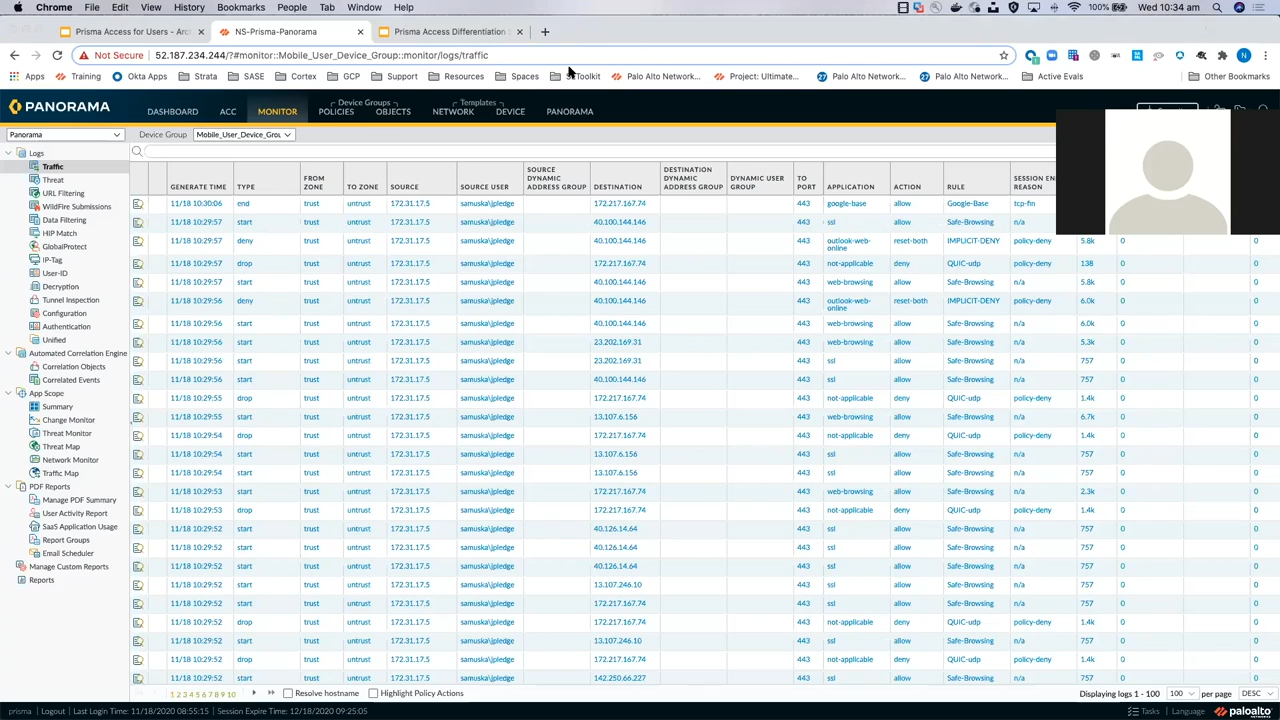 Chrome File Edit View History Bookmarks People Tab Window Help 100% Wed 10:34 am
Prisma Access for Users - Arc × NS-Prisma-Panorama × Prisma Access Differentiation × +
Not Secure 52.187.234.244/?#monitor::Mobile_User_Device_Group::monitor/logs/traffic
Apps Training Okta Apps Strata SASE Cortex GCP Support Resources Spaces Palo Alto Network... Project: Ultimate... Palo Alto Network... Palo Alto Network... Active Evals Other Bookmarks
PANORAMA DASHBOARD ACC MONITOR Device Groups POLICIES OBJECTS Templates NETWORK DEVICE PANORAMA
Panorama Device Group Mobile_User_Device_Grou
Logs
Traffic
Threat
URL Filtering
WildFire Submissions
Data Filtering
HIP Match
GlobalProtect
IP-Tag
User-ID
Decryption
Tunnel Inspection
Configuration
Authentication
Unified
Automated Correlation Engine
Correlation Objects
Correlated Events
App Scope
Summary
Change Monitor
Threat Monitor
Threat Map
Network Monitor
Traffic Map
PDF Reports
Manage PDF Summary
User Activity Report
SaaS Application Usage
Report Groups
Email Scheduler
Manage Custom Reports
Reports
GENERATE TIME TYPE FROM ZONE TO ZONE SOURCE SOURCE USER SOURCE DYNAMIC ADDRESS GROUP DESTINATION DESTINATION DYNAMIC ADDRESS GROUP DYNAMIC USER GROUP TO PORT APPLICATION ACTION RULE SESSION EN REASON
11/18 10:30:06 end trust untrust 172.31.17.5 samuska\jpledge 172.217.167.74 443 google-base allow Google-Base tcp-fin
11/18 10:29:57 start trust untrust 172.31.17.5 samuska\jpledge 40.100.144.146 443 ssl allow Safe-Browsing n/a
11/18 10:29:57 deny trust untrust 172.31.17.5 samuska\jpledge 40.100.144.146 443 outlook-web-online reset-both IMPLICIT-DENY policy-deny 5.8k 0 0
11/18 10:29:57 drop trust untrust 172.31.17.5 samuska\jpledge 172.217.167.74 443 not-applicable deny QUIC-udp policy-deny 138 0 0
11/18 10:29:57 start trust untrust 172.31.17.5 samuska\jpledge 40.100.144.146 443 web-browsing allow Safe-Browsing n/a 5.8k 0 0
11/18 10:29:56 deny trust untrust 172.31.17.5 samuska\jpledge 40.100.144.146 443 outlook-web-online reset-both IMPLICIT-DENY policy-deny 6.0k 0 0
11/18 10:29:56 start trust untrust 172.31.17.5 samuska\jpledge 40.100.144.146 443 web-browsing allow Safe-Browsing n/a 6.0k 0 0
11/18 10:29:56 start trust untrust 172.31.17.5 samuska\jpledge 23.202.169.31 443 web-browsing allow Safe-Browsing n/a 5.3k 0 0
11/18 10:29:56 start trust untrust 172.31.17.5 samuska\jpledge 23.202.169.31 443 ssl allow Safe-Browsing n/a 757 0 0
11/18 10:29:56 start trust untrust 172.31.17.5 samuska\jpledge 40.100.144.146 443 ssl allow Safe-Browsing n/a 757 0 0
11/18 10:29:55 drop trust untrust 172.31.17.5 samuska\jpledge 172.217.167.74 443 not-applicable deny QUIC-udp policy-deny 1.4k 0 0
11/18 10:29:55 start trust untrust 172.31.17.5 samuska\jpledge 13.107.6.156 443 web-browsing allow Safe-Browsing n/a 6.7k 0 0
11/18 10:29:54 drop trust untrust 172.31.17.5 samuska\jpledge 172.217.167.74 443 not-applicable deny QUIC-udp policy-deny 1.4k 0 0
11/18 10:29:54 start trust untrust 172.31.17.5 samuska\jpledge 13.107.6.156 443 ssl allow Safe-Browsing n/a 757 0 0
11/18 10:29:54 start trust untrust 172.31.17.5 samuska\jpledge 13.107.6.156 443 ssl allow Safe-Browsing n/a 757 0 0
11/18 10:29:53 start trust untrust 172.31.17.5 samuska\jpledge 172.217.167.74 443 web-browsing allow Safe-Browsing n/a 2.3k 0 0
11/18 10:29:53 drop trust untrust 172.31.17.5 samuska\jpledge 172.217.167.74 443 not-applicable deny QUIC-udp policy-deny 1.4k 0 0
11/18 10:29:52 start trust untrust 172.31.17.5 samuska\jpledge 40.126.14.64 443 ssl allow Safe-Browsing n/a 757 0 0
11/18 10:29:52 start trust untrust 172.31.17.5 samuska\jpledge 40.126.14.64 443 ssl allow Safe-Browsing n/a 757 0 0
11/18 10:29:52 start trust untrust 172.31.17.5 samuska\jpledge 40.126.14.64 443 ssl allow Safe-Browsing n/a 757 0 0
11/18 10:29:52 start trust untrust 172.31.17.5 samuska\jpledge 13.107.246.10 443 ssl allow Safe-Browsing n/a 757 0 0
11/18 10:29:52 start trust untrust 172.31.17.5 samuska\jpledge 172.217.167.74 443 ssl allow Safe-Browsing n/a 757 0 0
11/18 10:29:52 drop trust untrust 172.31.17.5 samuska\jpledge 172.217.167.74 443 not-applicable deny QUIC-udp policy-deny 1.4k 0 0
11/18 10:29:52 start trust untrust 172.31.17.5 samuska\jpledge 13.107.246.10 443 ssl allow Safe-Browsing n/a 757 0 0
11/18 10:29:52 drop trust untrust 172.31.17.5 samuska\jpledge 172.217.167.74 443 not-applicable deny QUIC-udp policy-deny 1.4k 0 0
11/18 10:29:52 start trust untrust 172.31.17.5 samuska\jpledge 142.250.66.227 443 ssl allow Safe-Browsing n/a 757 0 0
1 2 3 4 5 6 7 8 9 10 Resolve hostname Highlight Policy Actions Displaying logs 1 - 100 100 per page DESC
prisma Logout Last Login Time: 11/18/2020 08:55:15 Session Expire Time: 12/18/2020 09:25:05 Tasks Language paloalto NETWORKS